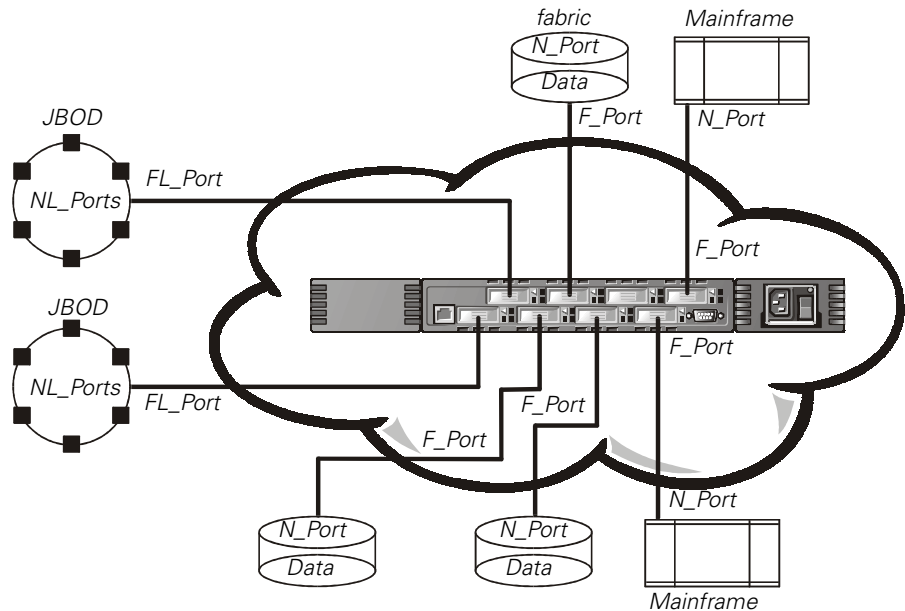 fabric
N_Port
Data
Mainframe
F_Port
N_Port
JBOD
NL_Ports
FL_Port
F_Port
JBOD
NL_Ports
FL_Port
F_Port
F_Port
F_Port
N_Port
Data
N_Port
Data
N_Port
Mainframe